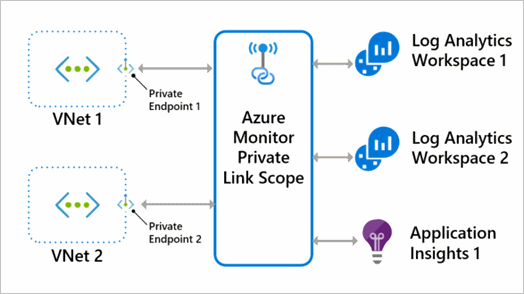 VNet 1
Private
Endpoint 1
VNet 2
Private
Endpoint 2
Azure
Monitor
Private
Link Scope
Log Analytics
Workspace 1
Log Analytics
Workspace 2
Application
Insights 1